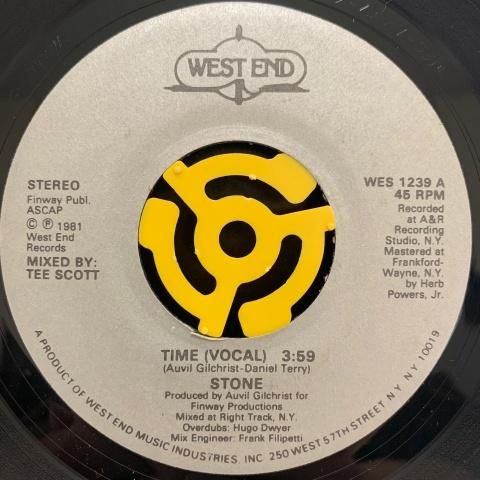 WEST END
STEREO
Finway Publ.
ASCAP
© ℗ 1981
West End
Records
MIXED BY:
TEE SCOTT
WES 1239 A
45 RPM
Recorded
at A&R
Recording
Studio, N.Y.
Mastered at
Frankford-
Wayne, N.Y.
by Herb
Powers, Jr.
TIME (VOCAL) 3:59
(Auvil Gilchrist-Daniel Terry)
STONE
Produced by Auvil Gilchrist for
Finway Productions
Mixed at Right Track, N.Y.
Overdubs: Hugo Dwyer
Mix Engineer: Frank Filipetti
A PRODUCT OF WEST END MUSIC INDUSTRIES, INC 250 WEST 57TH STREET N.Y. N.Y. 10019